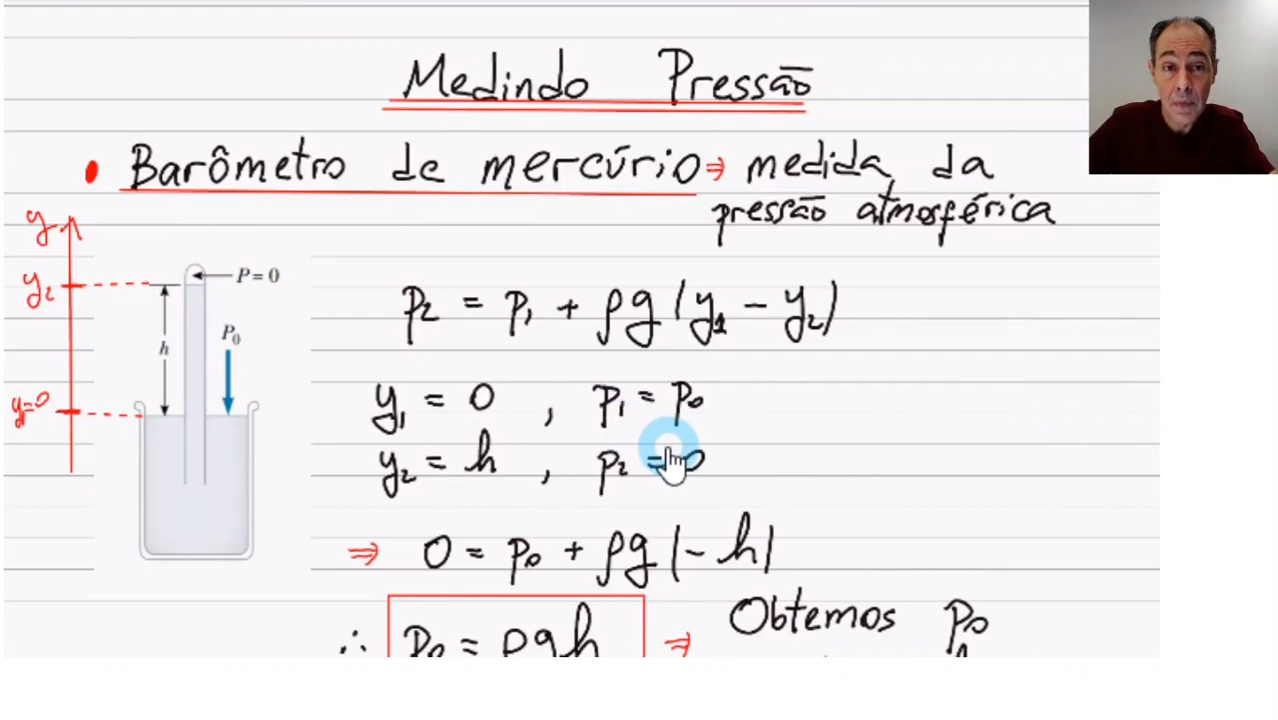 Medindo Pressão
• Barômetro de mercúrio ⇒ medida da
pressão atmosférica
y
y₂
P = 0
P₀
h
y=0
p₂ = p₁ + ρg(y₁ − y₂)
y₁ = 0 , p₁ = p₀
y₂ = h , p₂ = 0
⇒ 0 = p₀ + ρg(−h)
∴ p₀ = ρgh ⇒ Obtemos p₀